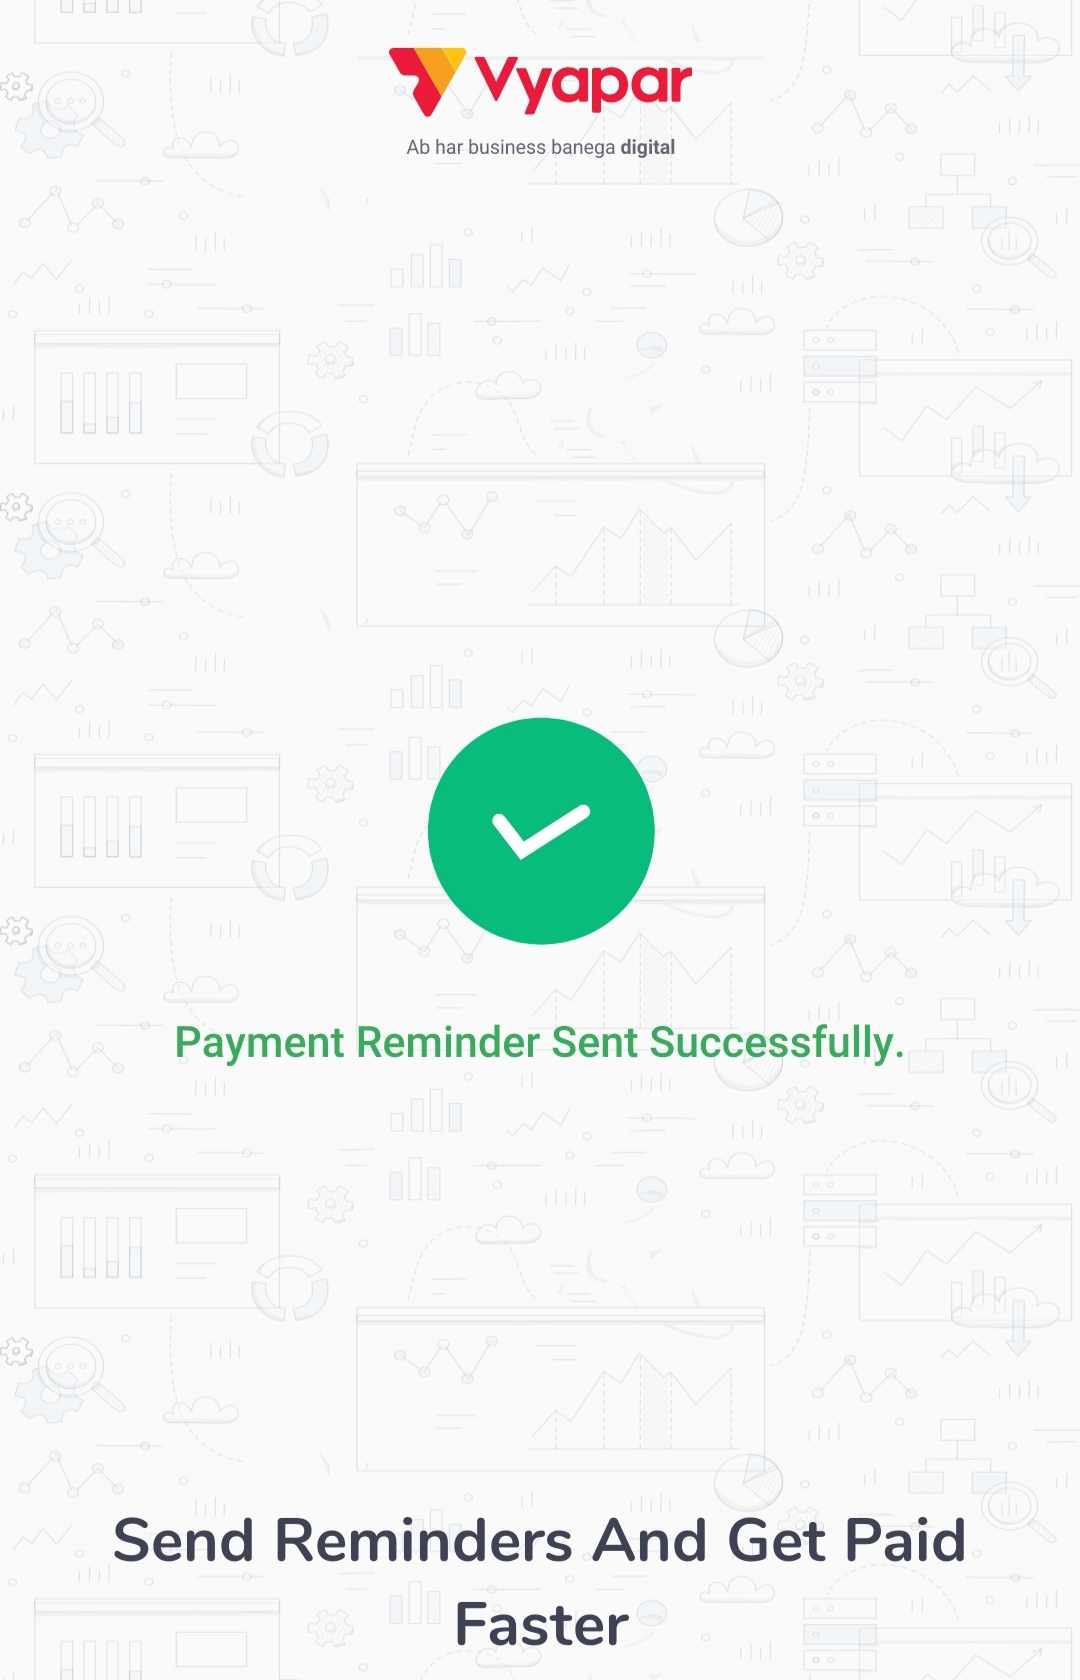 Vyapar
Ab har business banega digital
Payment Reminder Sent Successfully.
Send Reminders And Get Paid
Faster